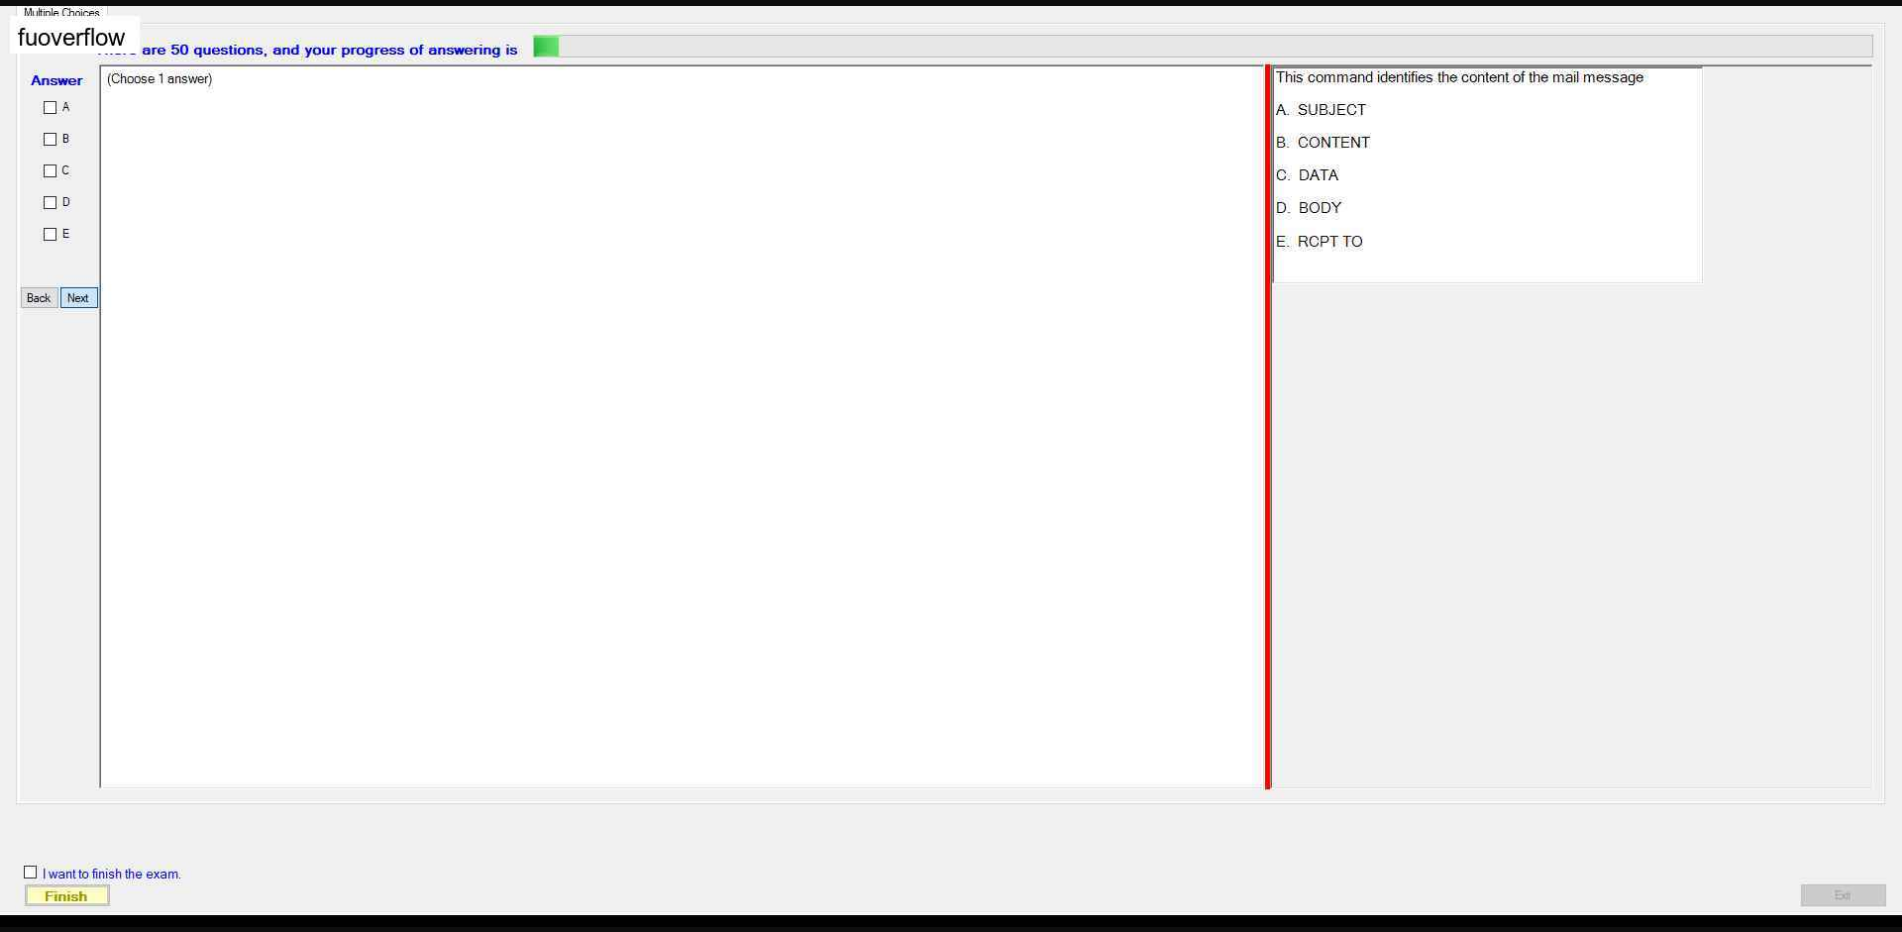 Multiple Choices
fuoverflow
are 50 questions, and your progress of answering is
Answer
(Choose 1 answer)
A
B
C
D
E
Back Next
This command identifies the content of the mail message
A. SUBJECT
B. CONTENT
C. DATA
D. BODY
E. RCPT TO
I want to finish the exam.
Finish
Exit